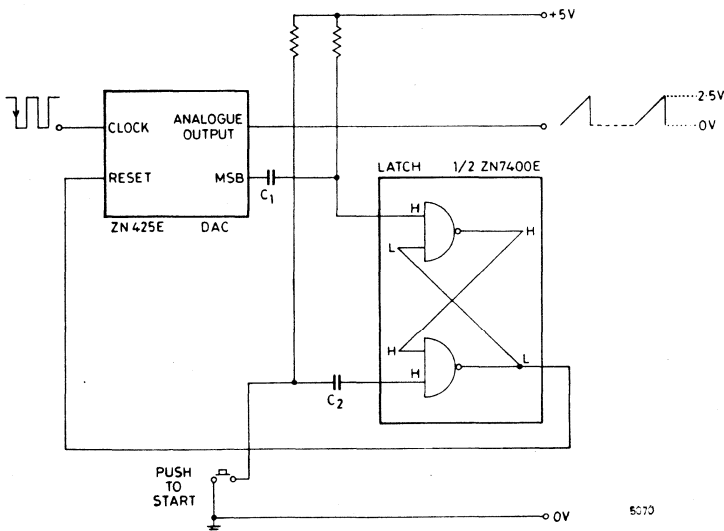 +5V
2·5V
0V
CLOCK
ANALOGUE
OUTPUT
RESET
MSB
C1
ZN425E DAC
LATCH 1/2 ZN7400E
H
H
L
H
H
L
C2
PUSH
TO
START
0V